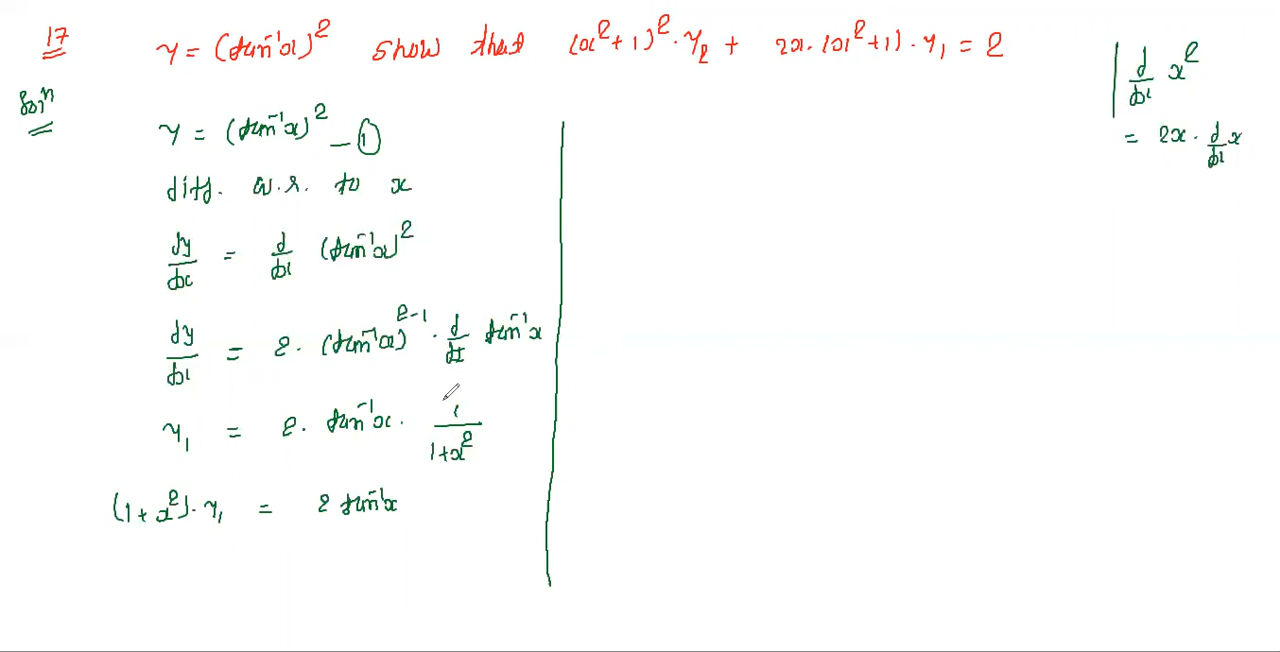 17 y = (tan⁻¹x)² show that (x²+1)².y₂ + 2x.(x²+1).y₁ = 2
Solⁿ
y = (tan⁻¹x)² — ①
diff. w.r. to x
dy/dx = d/dx (tan⁻¹x)²
dy/dx = 2.(tan⁻¹x)²⁻¹ . d/dx tan⁻¹x
y₁ = 2. tan⁻¹x . 1/1+x²
(1+x²).y₁ = 2 tan⁻¹x
d/dx x²
= 2x . d/dx x